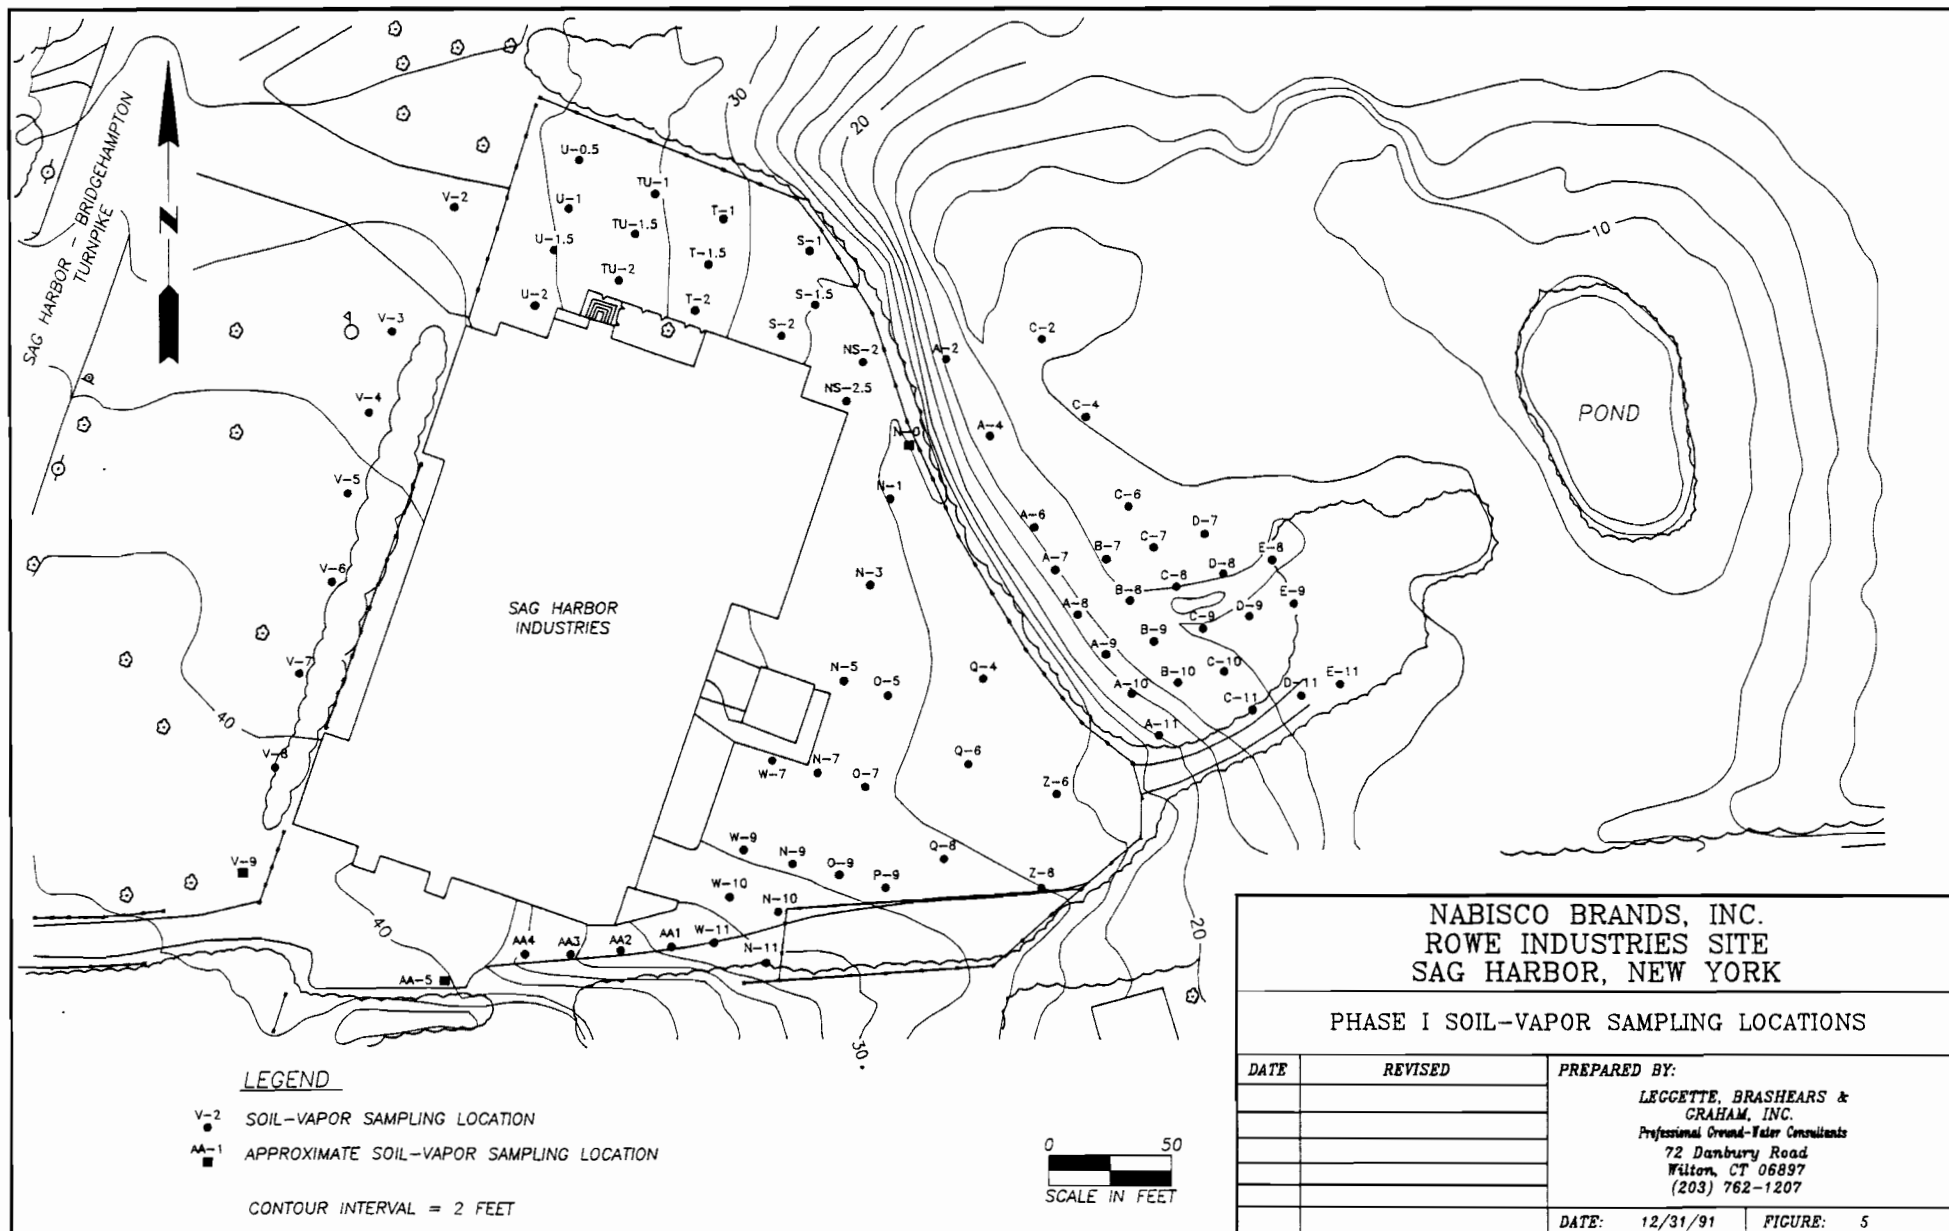 30
20
10
U-0.5
TU-1
U-1
V-2
T-1
TU-1.5
U-1.5
S-1
T-1.5
TU-2
U-2
T-2
S-1.5
S-2
V-3
C-2
NS-2
A-2
NS-2.5
V-4
C-4
A-4
N-0
POND
SAG HARBOR - BRIDGEHAMPTON
TURNPIKE
N
V-5
N-1
C-6
A-6
D-7
C-7
B-7
A-7
E-8
D-8
C-8
B-8
V-6
N-3
E-9
D-9
A-8
C-9
B-9
A-9
SAG HARBOR
INDUSTRIES
V-7
N-5
O-5
Q-4
C-10
B-10
A-10
E-11
D-11
C-11
A-11
40
V-8
W-7
N-7
O-7
Q-6
Z-6
V-9
W-9
N-9
O-9
P-9
Q-8
Z-8
W-10
N-10
40
AA4
AA3
AA2
AA1
W-11
N-11
AA-5
20
30
LEGEND
V-2 SOIL-VAPOR SAMPLING LOCATION
AA-1 APPROXIMATE SOIL-VAPOR SAMPLING LOCATION
CONTOUR INTERVAL = 2 FEET
0 50
SCALE IN FEET
NABISCO BRANDS, INC.
ROWE INDUSTRIES SITE
SAG HARBOR, NEW YORK
PHASE I SOIL-VAPOR SAMPLING LOCATIONS
DATE REVISED
PREPARED BY:
LEGGETTE, BRASHEARS &
GRAHAM, INC.
Professional Ground-Water Consultants
72 Danbury Road
Wilton, CT 06897
(203) 762-1207
DATE: 12/31/91 FIGURE: 5